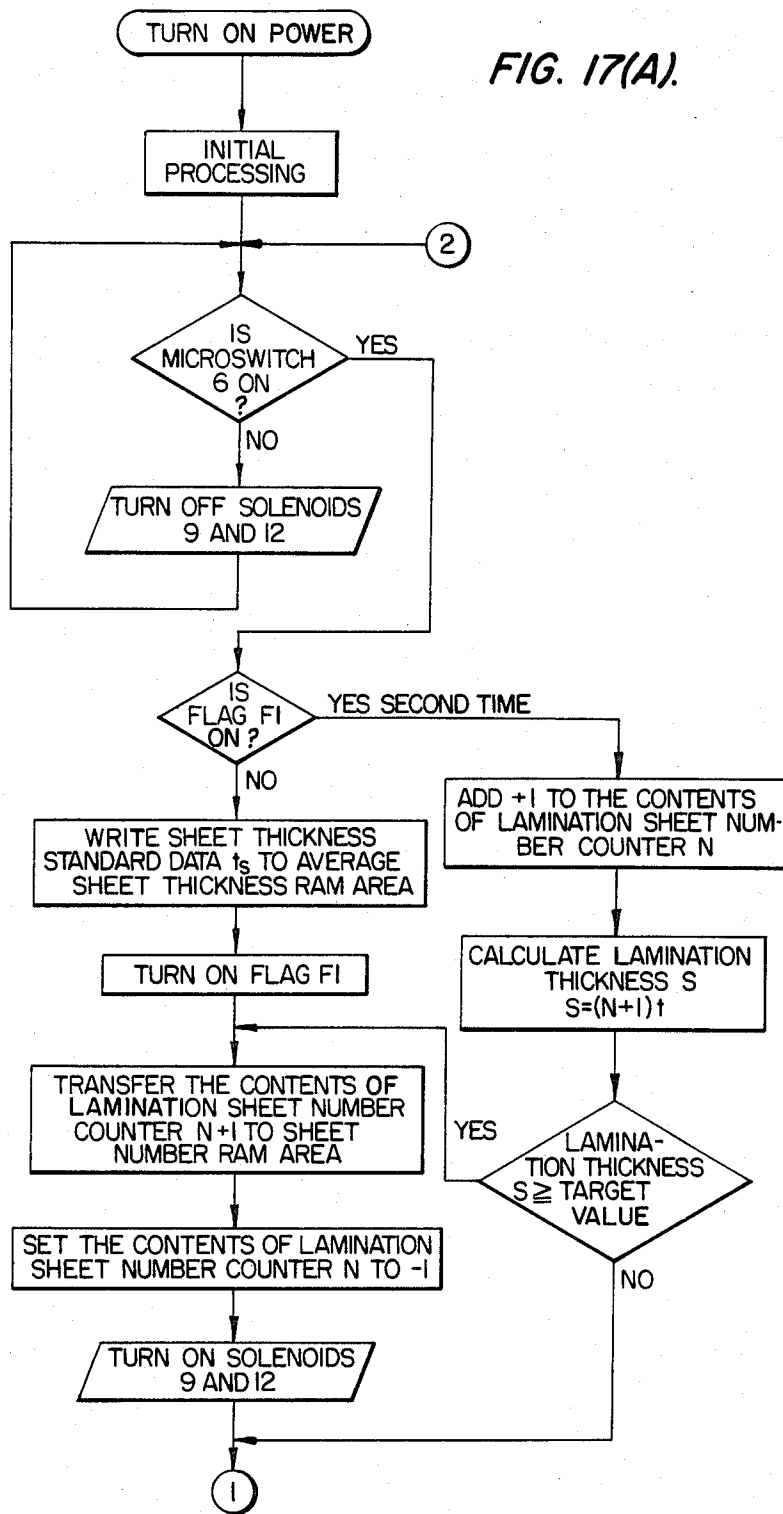 TURN ON POWER
FIG. 17(A).
INITIAL
PROCESSING
2
IS
MICROSWITCH
6 ON
?
YES
NO
TURN OFF SOLENOIDS
9 AND 12
IS
FLAG F1
ON ?
YES SECOND TIME
NO
WRITE SHEET THICKNESS
STANDARD DATA ts TO AVERAGE
SHEET THICKNESS RAM AREA
TURN ON FLAG F1
ADD +1 TO THE CONTENTS
OF LAMINATION SHEET NUM-
BER COUNTER N
CALCULATE LAMINATION
THICKNESS S
S=(N+1)t
TRANSFER THE CONTENTS OF
LAMINATION SHEET NUMBER
COUNTER N+1 TO SHEET
NUMBER RAM AREA
YES
LAMINA-
TION THICKNESS
S≧TARGET
VALUE
NO
SET THE CONTENTS OF LAMINATION
SHEET NUMBER COUNTER N TO -1
TURN ON SOLENOIDS
9 AND 12
1